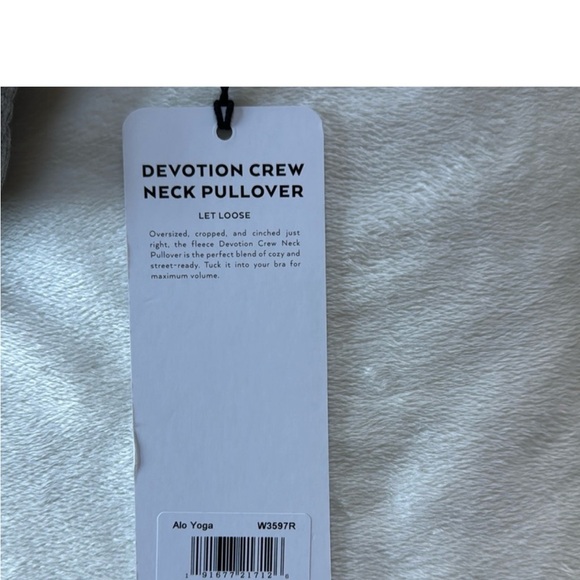 DEVOTION CREW
NECK PULLOVER
LET LOOSE
Oversized, cropped, and cinched just
right, the fleece Devotion Crew Neck
Pullover is the perfect blend of cozy and
street-ready. Tuck it into your bra for
maximum volume.
Alo Yoga W3597R
91677 21712